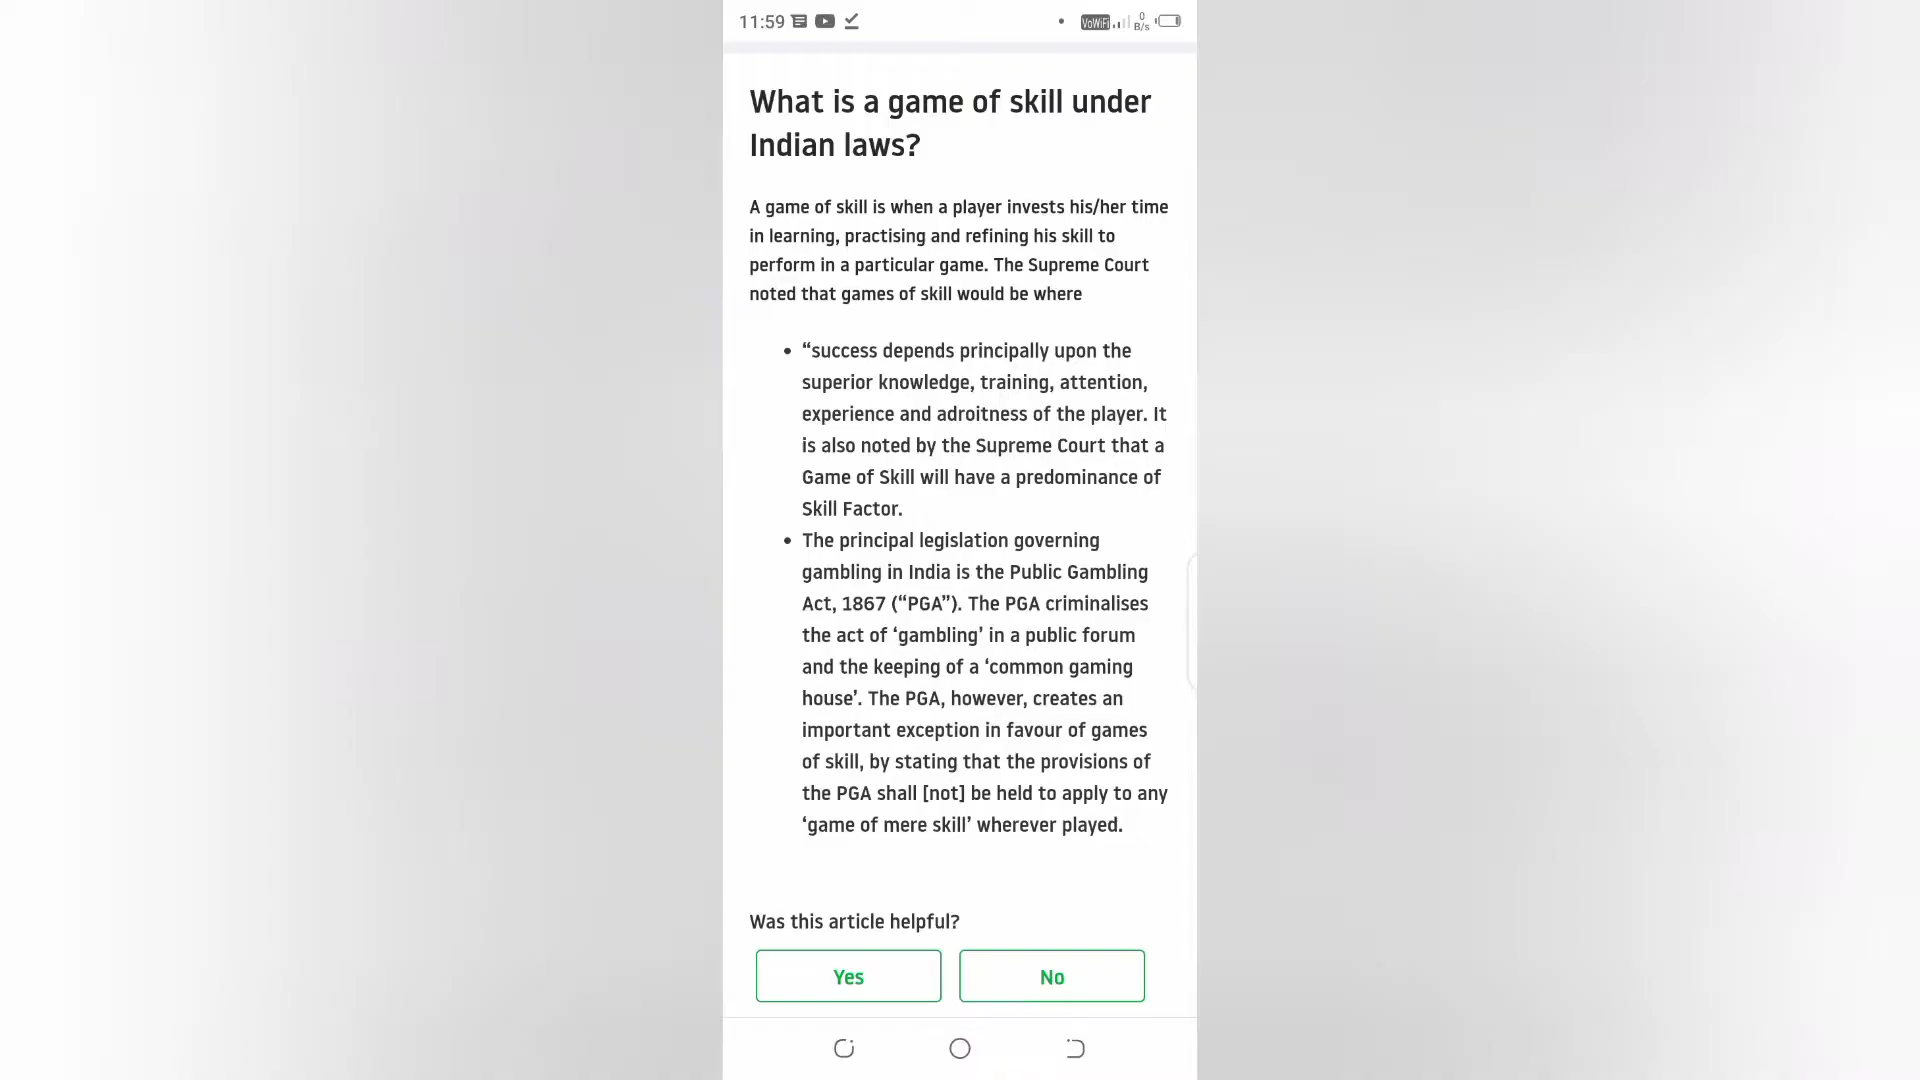 11:59
VoWiFi
0
B/s
What is a game of skill under
Indian laws?
A game of skill is when a player invests his/her time
in learning, practising and refining his skill to
perform in a particular game. The Supreme Court
noted that games of skill would be where
• “success depends principally upon the
superior knowledge, training, attention,
experience and adroitness of the player. It
is also noted by the Supreme Court that a
Game of Skill will have a predominance of
Skill Factor.
• The principal legislation governing
gambling in India is the Public Gambling
Act, 1867 (“PGA”). The PGA criminalises
the act of ‘gambling’ in a public forum
and the keeping of a ‘common gaming
house’. The PGA, however, creates an
important exception in favour of games
of skill, by stating that the provisions of
the PGA shall [not] be held to apply to any
‘game of mere skill’ wherever played.
Was this article helpful?
Yes
No